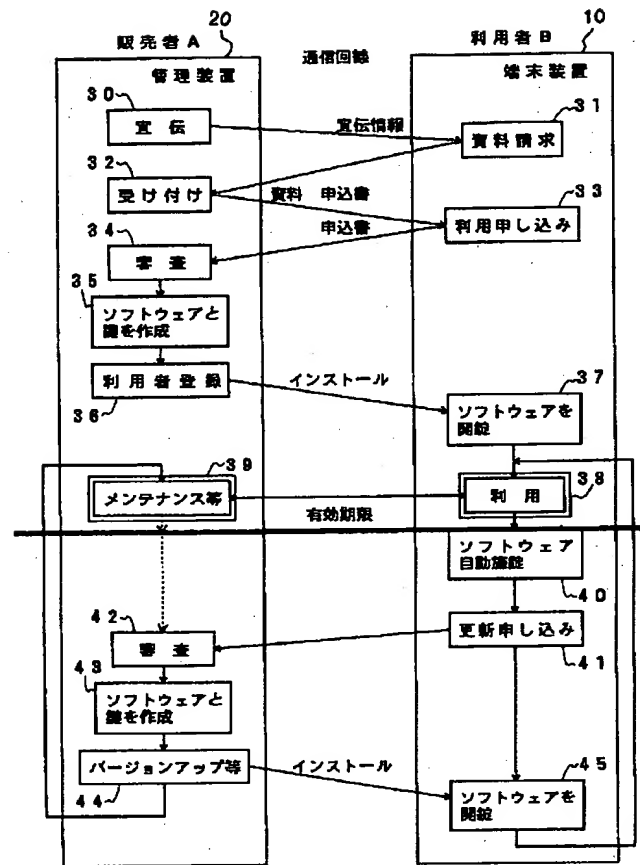 20
10
販売者A
通信回線
利用者B
管理装置
端末装置
30
宣伝
宣伝情報
31
資料請求
32
受け付け
資料 申込書
33
利用申し込み
34
申込書
審査
35
ソフトウェアと
鍵を作成
利用者登録
36
インストール
37
ソフトウェアを
開錠
39
メンテナンス等
38
利用
有効期限
ソフトウェア
自動施錠
40
42
審査
更新申し込み
41
43
ソフトウェアと
鍵を作成
バージョンアップ等
44
インストール
45
ソフトウェアを
開錠